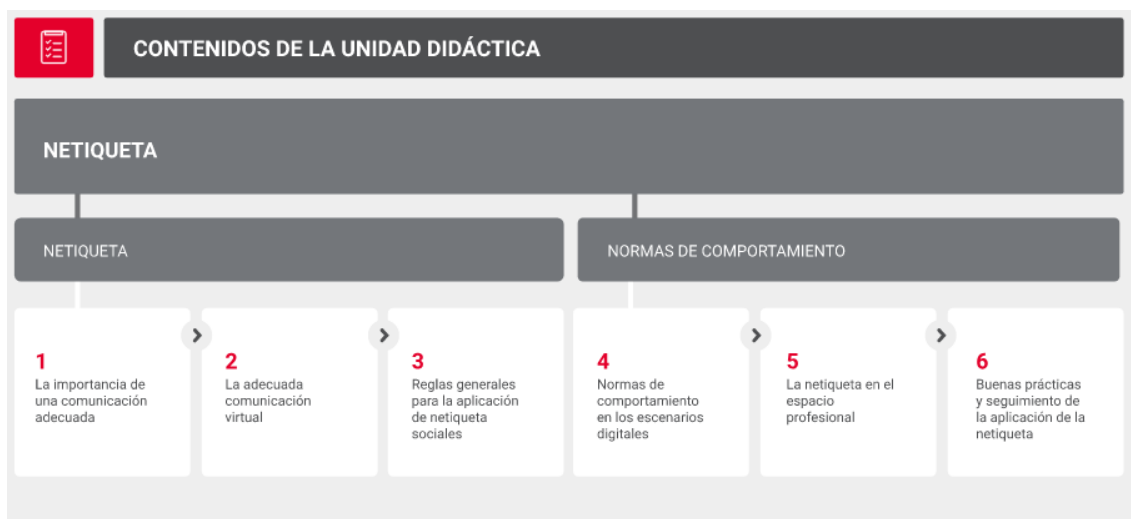 CONTENIDOS DE LA UNIDAD DIDÁCTICA
NETIQUETA
NETIQUETA
NORMAS DE COMPORTAMIENTO
1
La importancia de
una comunicación
adecuada
2
La adecuada
comunicación
virtual
3
Reglas generales
para la aplicación
de netiqueta
sociales
4
Normas de
comportamiento
en los escenarios
digitales
5
La netiqueta en el
espacio
profesional
6
Buenas prácticas
y seguimiento de
la aplicación de la
netiqueta